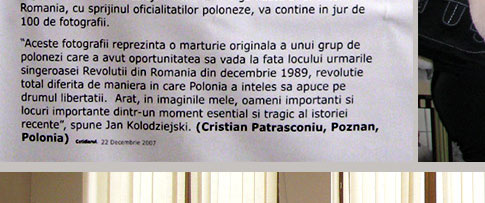 Romania, cu sprijinul oficialitatilor poloneze, va contine in jur de
100 de fotografii.
"Aceste fotografii reprezinta o marturie originala a unui grup de
polonezi care a avut oportunitatea sa vada la fata locului urmarile
singeroasei Revolutii din Romania din decembrie 1989, revolutie
total diferita de maniera in care Polonia a inteles sa apuce pe
drumul libertatii. Arat, in imaginile mele, oameni importanti si
locuri importante dintr-un moment esential si tragic al istoriei
recente", spune Jan Kolodziejski. (Cristian Patrasconiu, Poznan,
Polonia) Cotidianul. 22 Decembrie 2007